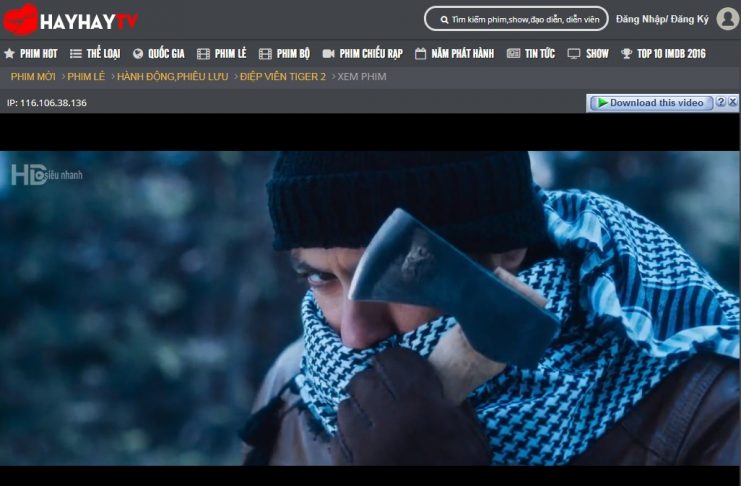 HAYHAYTV
Tìm kiếm phim,show,đạo diễn, diễn viên
Đăng Nhập/ Đăng Ký
PHIM HOT
THỂ LOẠI
QUỐC GIA
PHIM LẺ
PHIM BỘ
PHIM CHIẾU RẠP
NĂM PHÁT HÀNH
TIN TỨC
SHOW
TOP 10 IMDB 2016
PHIM MỚI > PHIM LẺ > HÀNH ĐỘNG,PHIÊU LƯU > ĐIỆP VIÊN TIGER 2 > XEM PHIM
IP: 116.106.38.136
Download this video ? X
HD siêu nhanh